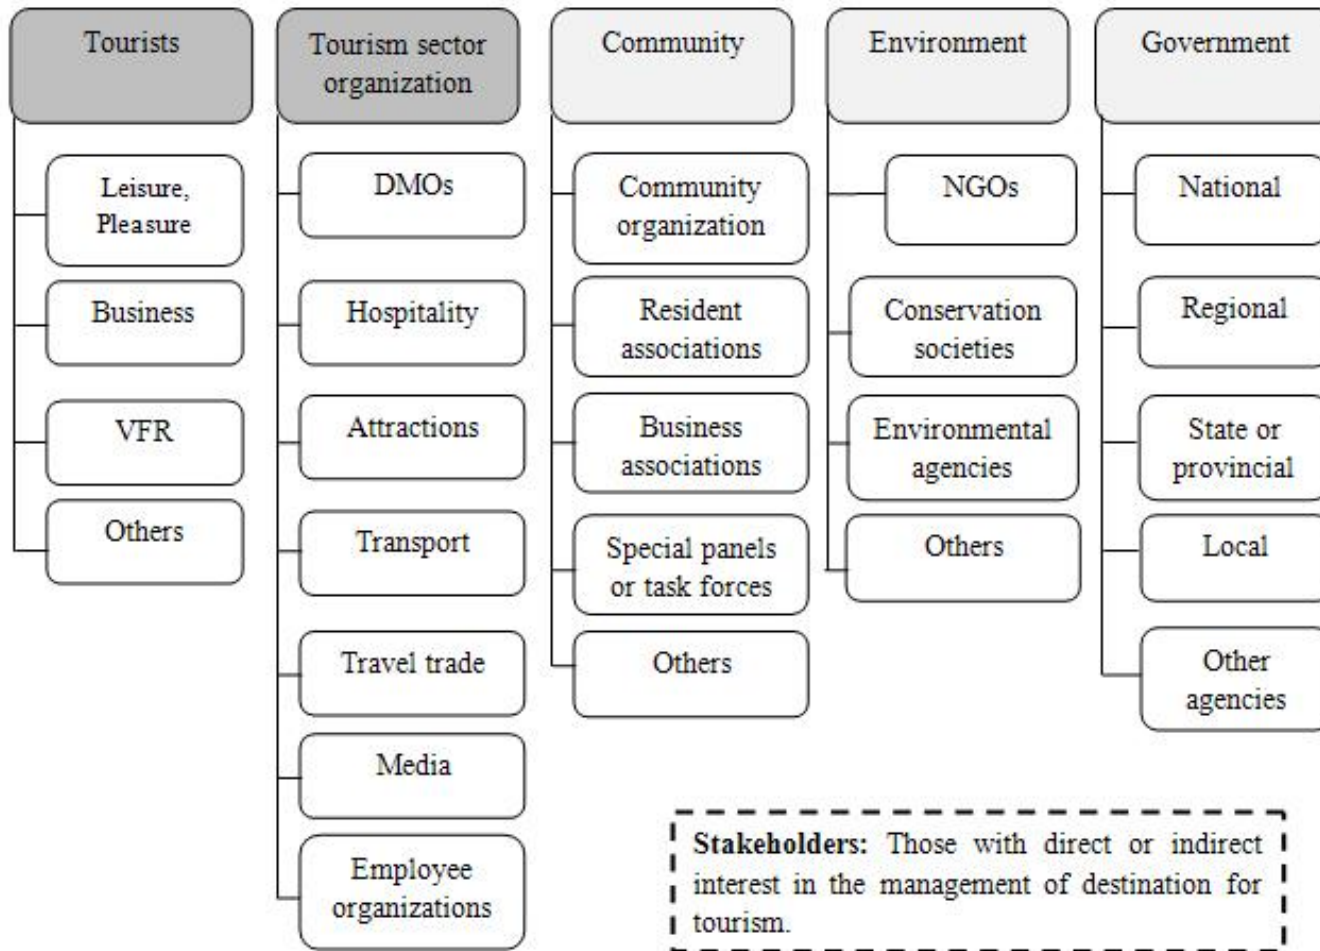 Tourists
Leisure,
Pleasure
Business
VFR
Others
Tourism sector
organization
DMOs
Hospitality
Attractions
Transport
Travel trade
Media
Employee
organizations
Community
Community
organization
Resident
associations
Business
associations
Special panels
or task forces
Others
Environment
NGOs
Conservation
societies
Environmental
agencies
Others
Government
National
Regional
State or
provincial
Local
Other
agencies
Stakeholders: Those with direct or indirect
interest in the management of destination for
tourism.